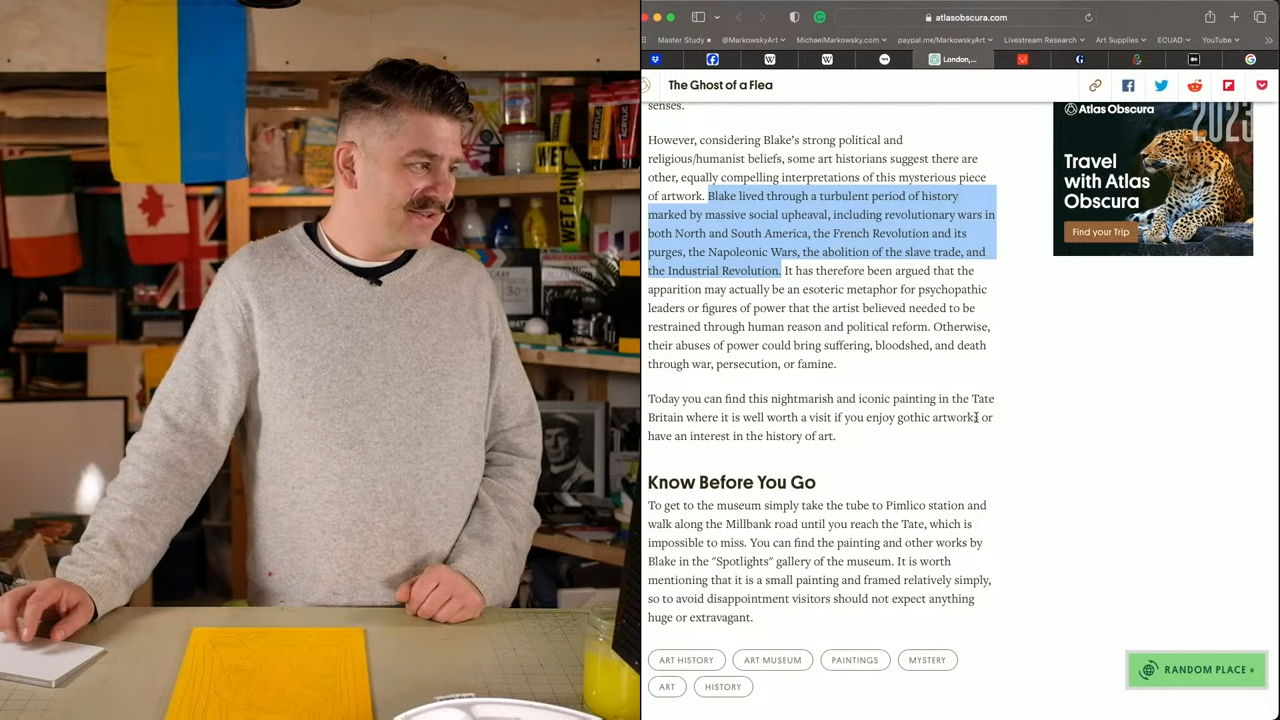 atlasobscura.com
Master Study
@MarkowskyArt
MichaelMarkowsky.com
paypal.me/MarkowskyArt
Livestream Research
Art Supplies
ECUAD
YouTube
London,...
The Ghost of a Flea
senses.
However, considering Blake's strong political and
religious/humanist beliefs, some art historians suggest there are
other, equally compelling interpretations of this mysterious piece
of artwork. Blake lived through a turbulent period of history
marked by massive social upheaval, including revolutionary wars in
both North and South America, the French Revolution and its
purges, the Napoleonic Wars, the abolition of the slave trade, and
the Industrial Revolution. It has therefore been argued that the
apparition may actually be an esoteric metaphor for psychopathic
leaders or figures of power that the artist believed needed to be
restrained through human reason and political reform. Otherwise,
their abuses of power could bring suffering, bloodshed, and death
through war, persecution, or famine.
Today you can find this nightmarish and iconic painting in the Tate
Britain where it is well worth a visit if you enjoy gothic artworks or
have an interest in the history of art.
Know Before You Go
To get to the museum simply take the tube to Pimlico station and
walk along the Millbank road until you reach the Tate, which is
impossible to miss. You can find the painting and other works by
Blake in the "Spotlights" gallery of the museum. It is worth
mentioning that it is a small painting and framed relatively simply,
so to avoid disappointment visitors should not expect anything
huge or extravagant.
ART HISTORY
ART MUSEUM
PAINTINGS
MYSTERY
ART
HISTORY
Atlas Obscura
2023
Travel
with Atlas
Obscura
Find your Trip
RANDOM PLACE »
WET
WET PAINT
ACRYLIC
ACRYLIC